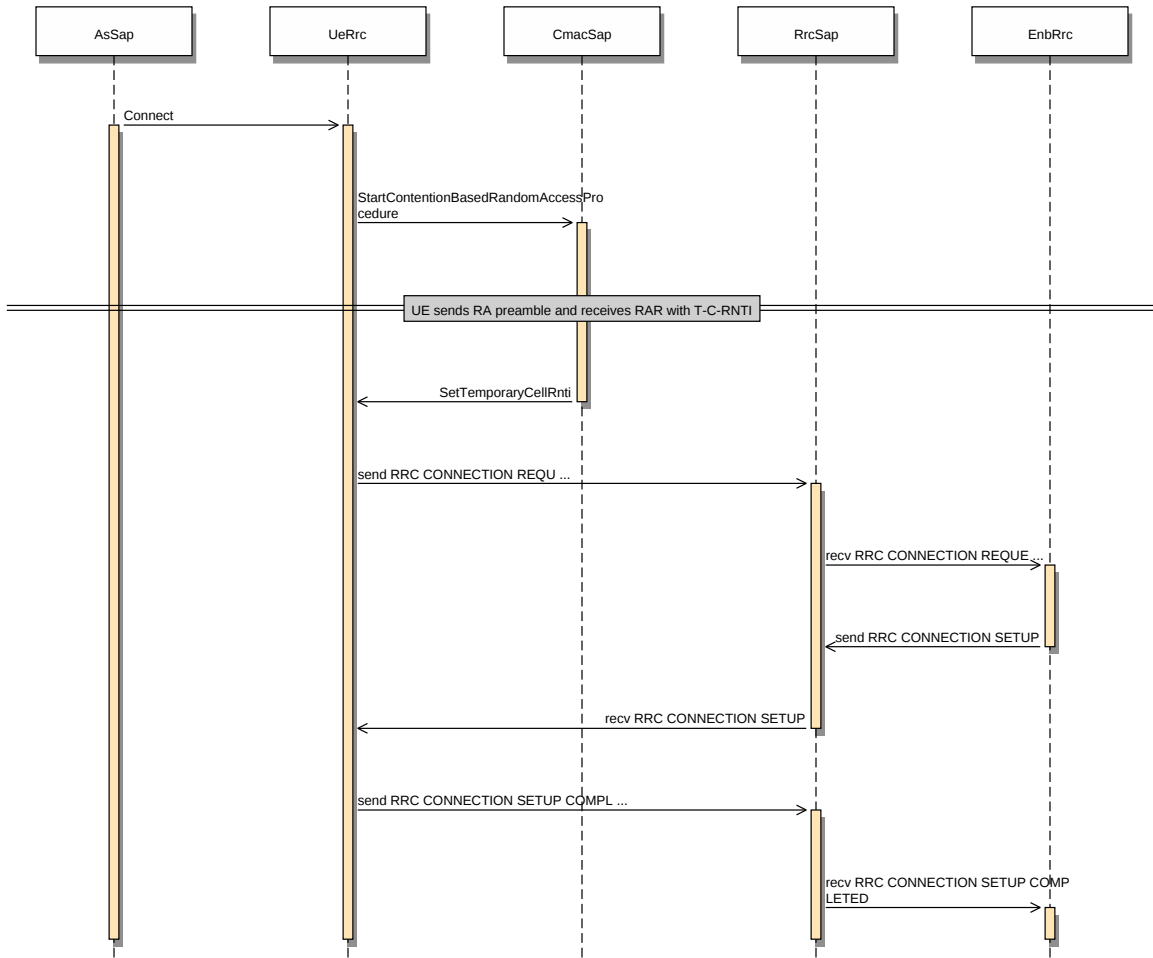 AsSap
UeRrc
CmacSap
RrcSap
EnbRrc
Connect
StartContentionBasedRandomAccessPro
cedure
UE sends RA preamble and receives RAR with T-C-RNTI
SetTemporaryCellRnti
send RRC CONNECTION REQU ...
recv RRC CONNECTION REQUE ...
send RRC CONNECTION SETUP
recv RRC CONNECTION SETUP
send RRC CONNECTION SETUP COMPL ...
recv RRC CONNECTION SETUP COMP
LETED